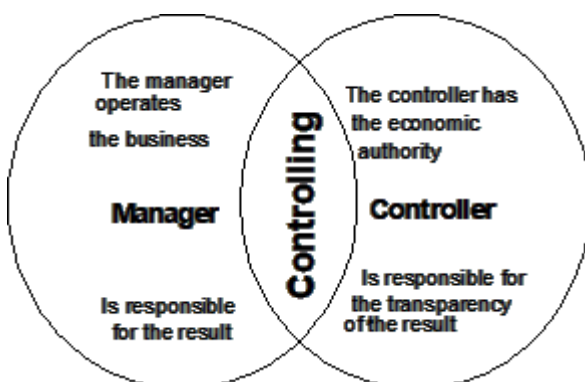 The manager
operates
the business
Manager
Is responsible
for the result
Controlling
The controller has
the economic
authority
Controller
Is responsible for
the transparency
of the result